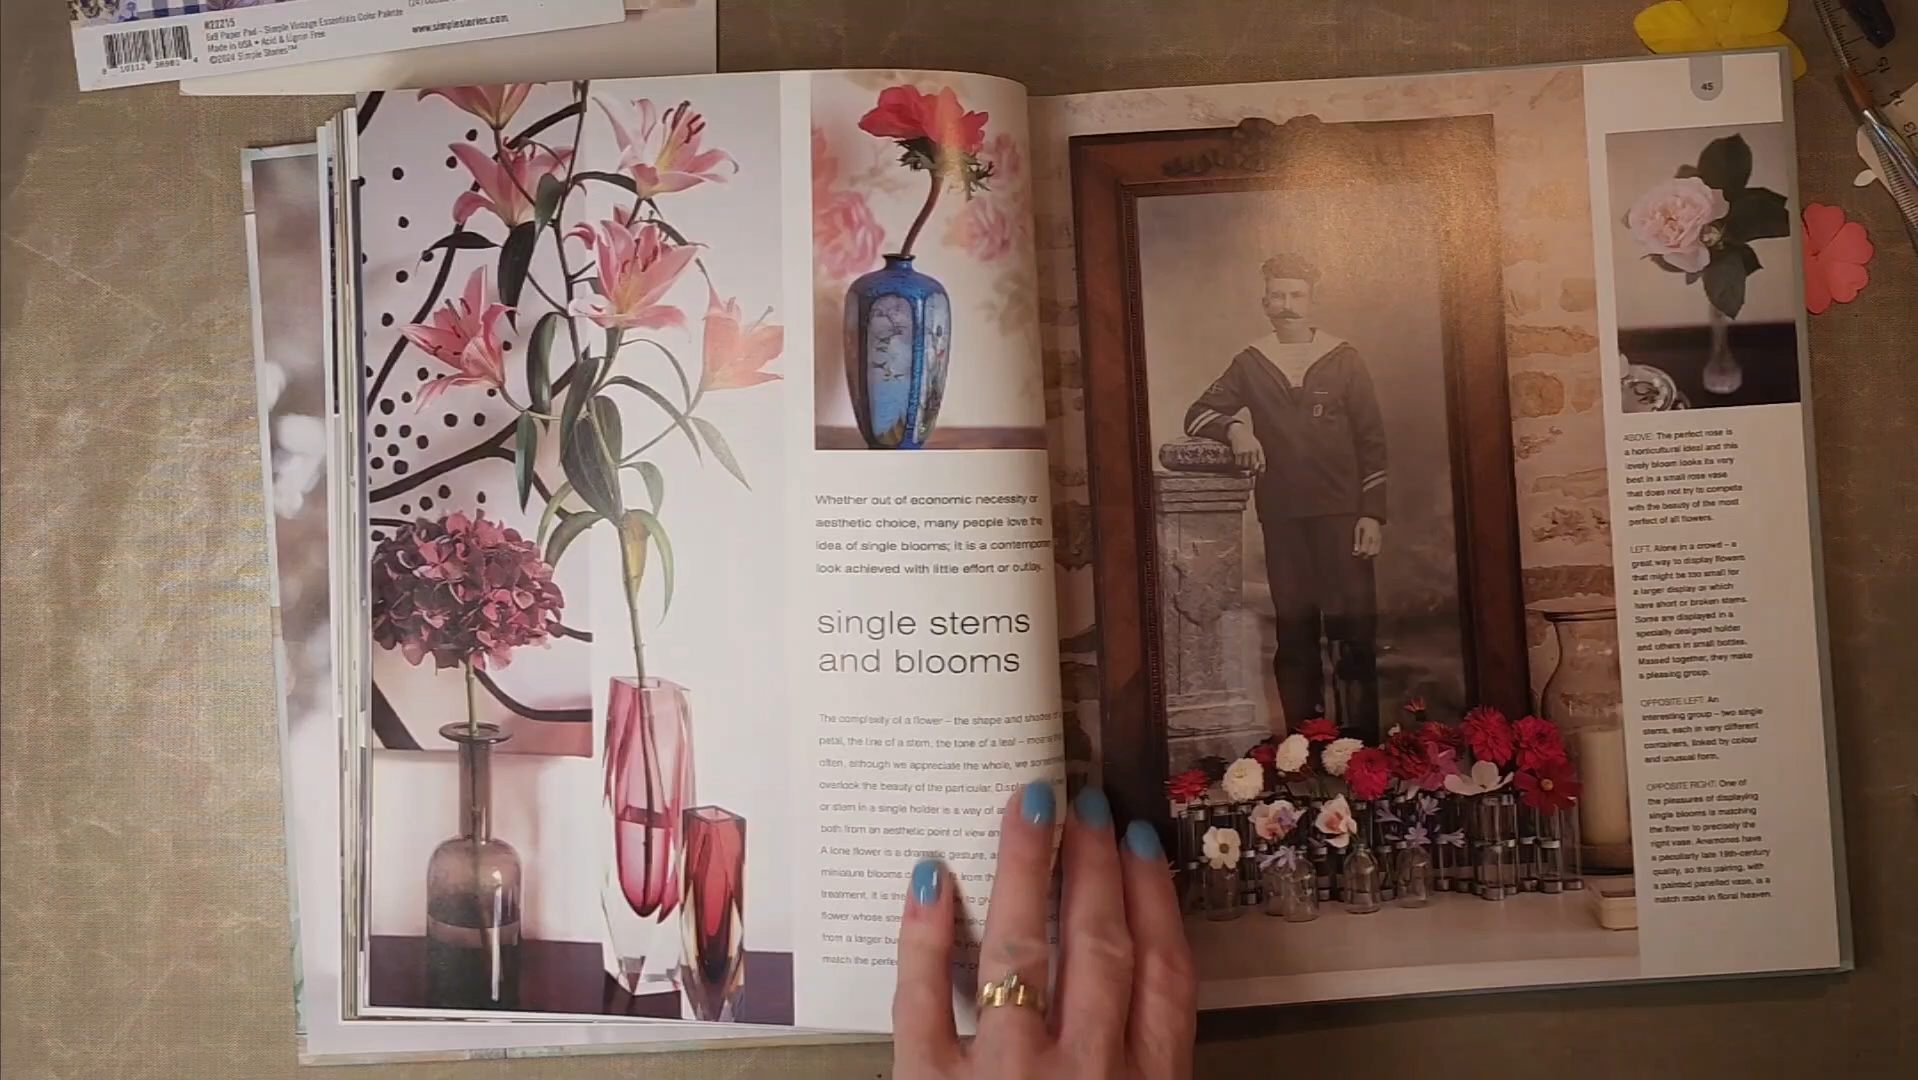 #22215
6x8 Paper Pad - Simple Vintage Essentials Color Palette
Made in USA • Acid & Lignin Free
©2024 Simple Stories™
www.simplestories.com
45
Whether out of economic necessity or
aesthetic choice, many people love the
idea of single blooms; it is a contemporary
look achieved with little effort or outlay.
single stems
and blooms
The complexity of a flower – the shape and shades
petal, the line of a stem, the tone of a leaf –
often, although we appreciate the whole, we
overlook the beauty of the particular.
or stem in a single holder is a way of
both from an aesthetic point of view
A lone flower is a dramatic gesture,
miniature blooms from
treatment. It is the to
flower whose
from a larger
match the
ABOVE: The perfect rose is
a horticultural ideal and this
lovely bloom looks its very
best in a small rose vase
that does not try to compete
with the beauty of the most
perfect of all flowers.
LEFT: Alone in a crowd – a
great way to display flowers
that might be too small for
a larger display or which
have short or broken stems.
Some are displayed in a
specially designed holder
and others in small bottles.
Massed together, they make
a pleasing group.
OPPOSITE LEFT: An
interesting group – two single
stems, each in very different
containers, linked by colour
and unusual form.
OPPOSITE RIGHT: One of
the pleasures of displaying
single blooms is matching
the flower to precisely the
right vase. Anemones have
a peculiarly late 19th-century
quality, so this pairing, with
a painted panelled vase, is a
match made in floral heaven.